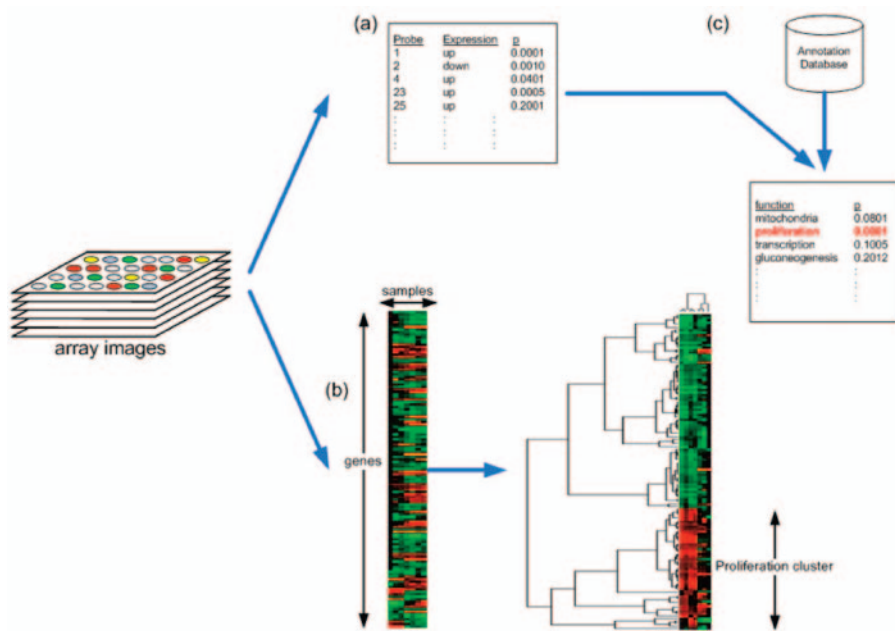 (a)
Probe Expression p
1 up 0.0001
2 down 0.0010
4 up 0.0401
23 up 0.0005
25 up 0.2001
: : :
: : :
(c)
Annotation
Database
function p
mitochondria 0.0801
proliferation 0.0001
transcription 0.1005
gluconeogenesis 0.2012
: :
: :
array images
(b)
samples
genes
Proliferation cluster